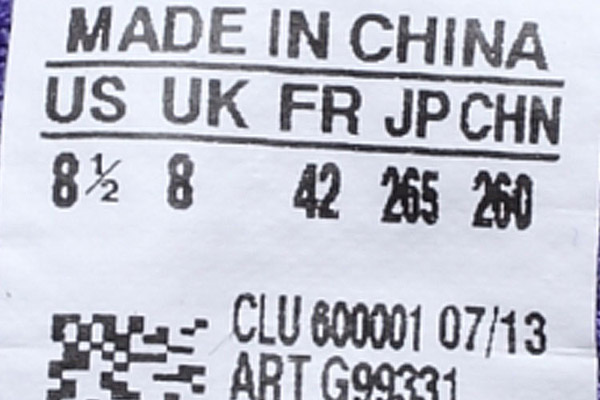 MADE IN CHINA
US UK FR JP CHN
8½ 8 42 265 260
CLU 600001 07/13
ART G99331